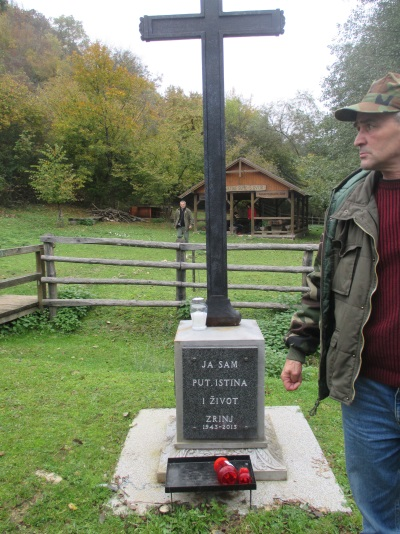 JA SAM
PUT. ISTINA
I ŽIVOT
ZRINJ
1943-2013